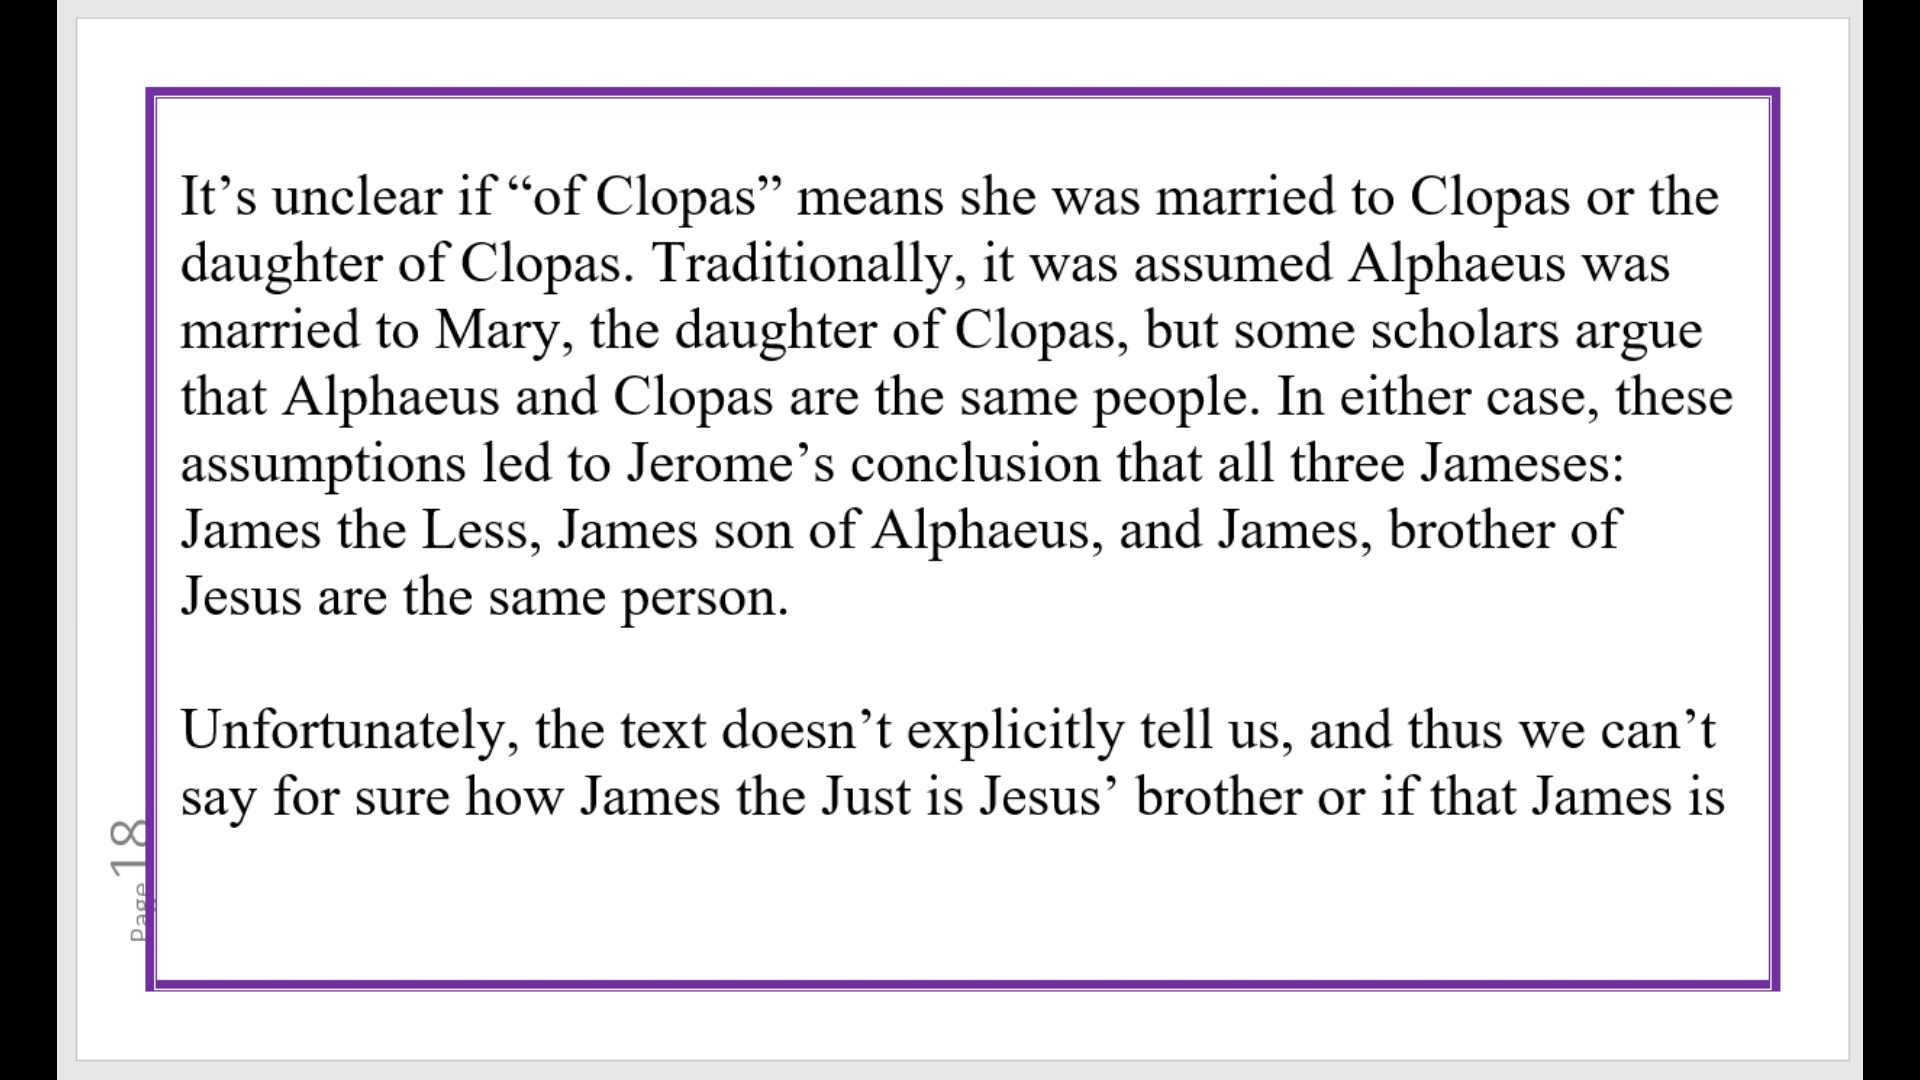 It’s unclear if “of Clopas” means she was married to Clopas or the
daughter of Clopas. Traditionally, it was assumed Alphaeus was
married to Mary, the daughter of Clopas, but some scholars argue
that Alphaeus and Clopas are the same people. In either case, these
assumptions led to Jerome’s conclusion that all three Jameses:
James the Less, James son of Alphaeus, and James, brother of
Jesus are the same person.
Unfortunately, the text doesn’t explicitly tell us, and thus we can’t
say for sure how James the Just is Jesus’ brother or if that James is
Page 18